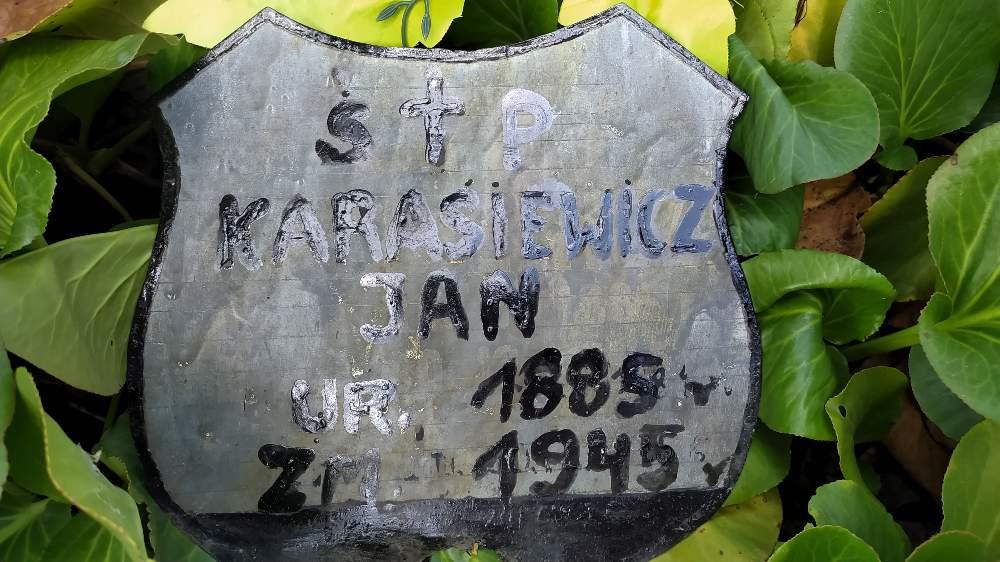 Ś † P
KARAŚIEWICZ
JAN
UR. 1885 r.
ZM. 1945 r